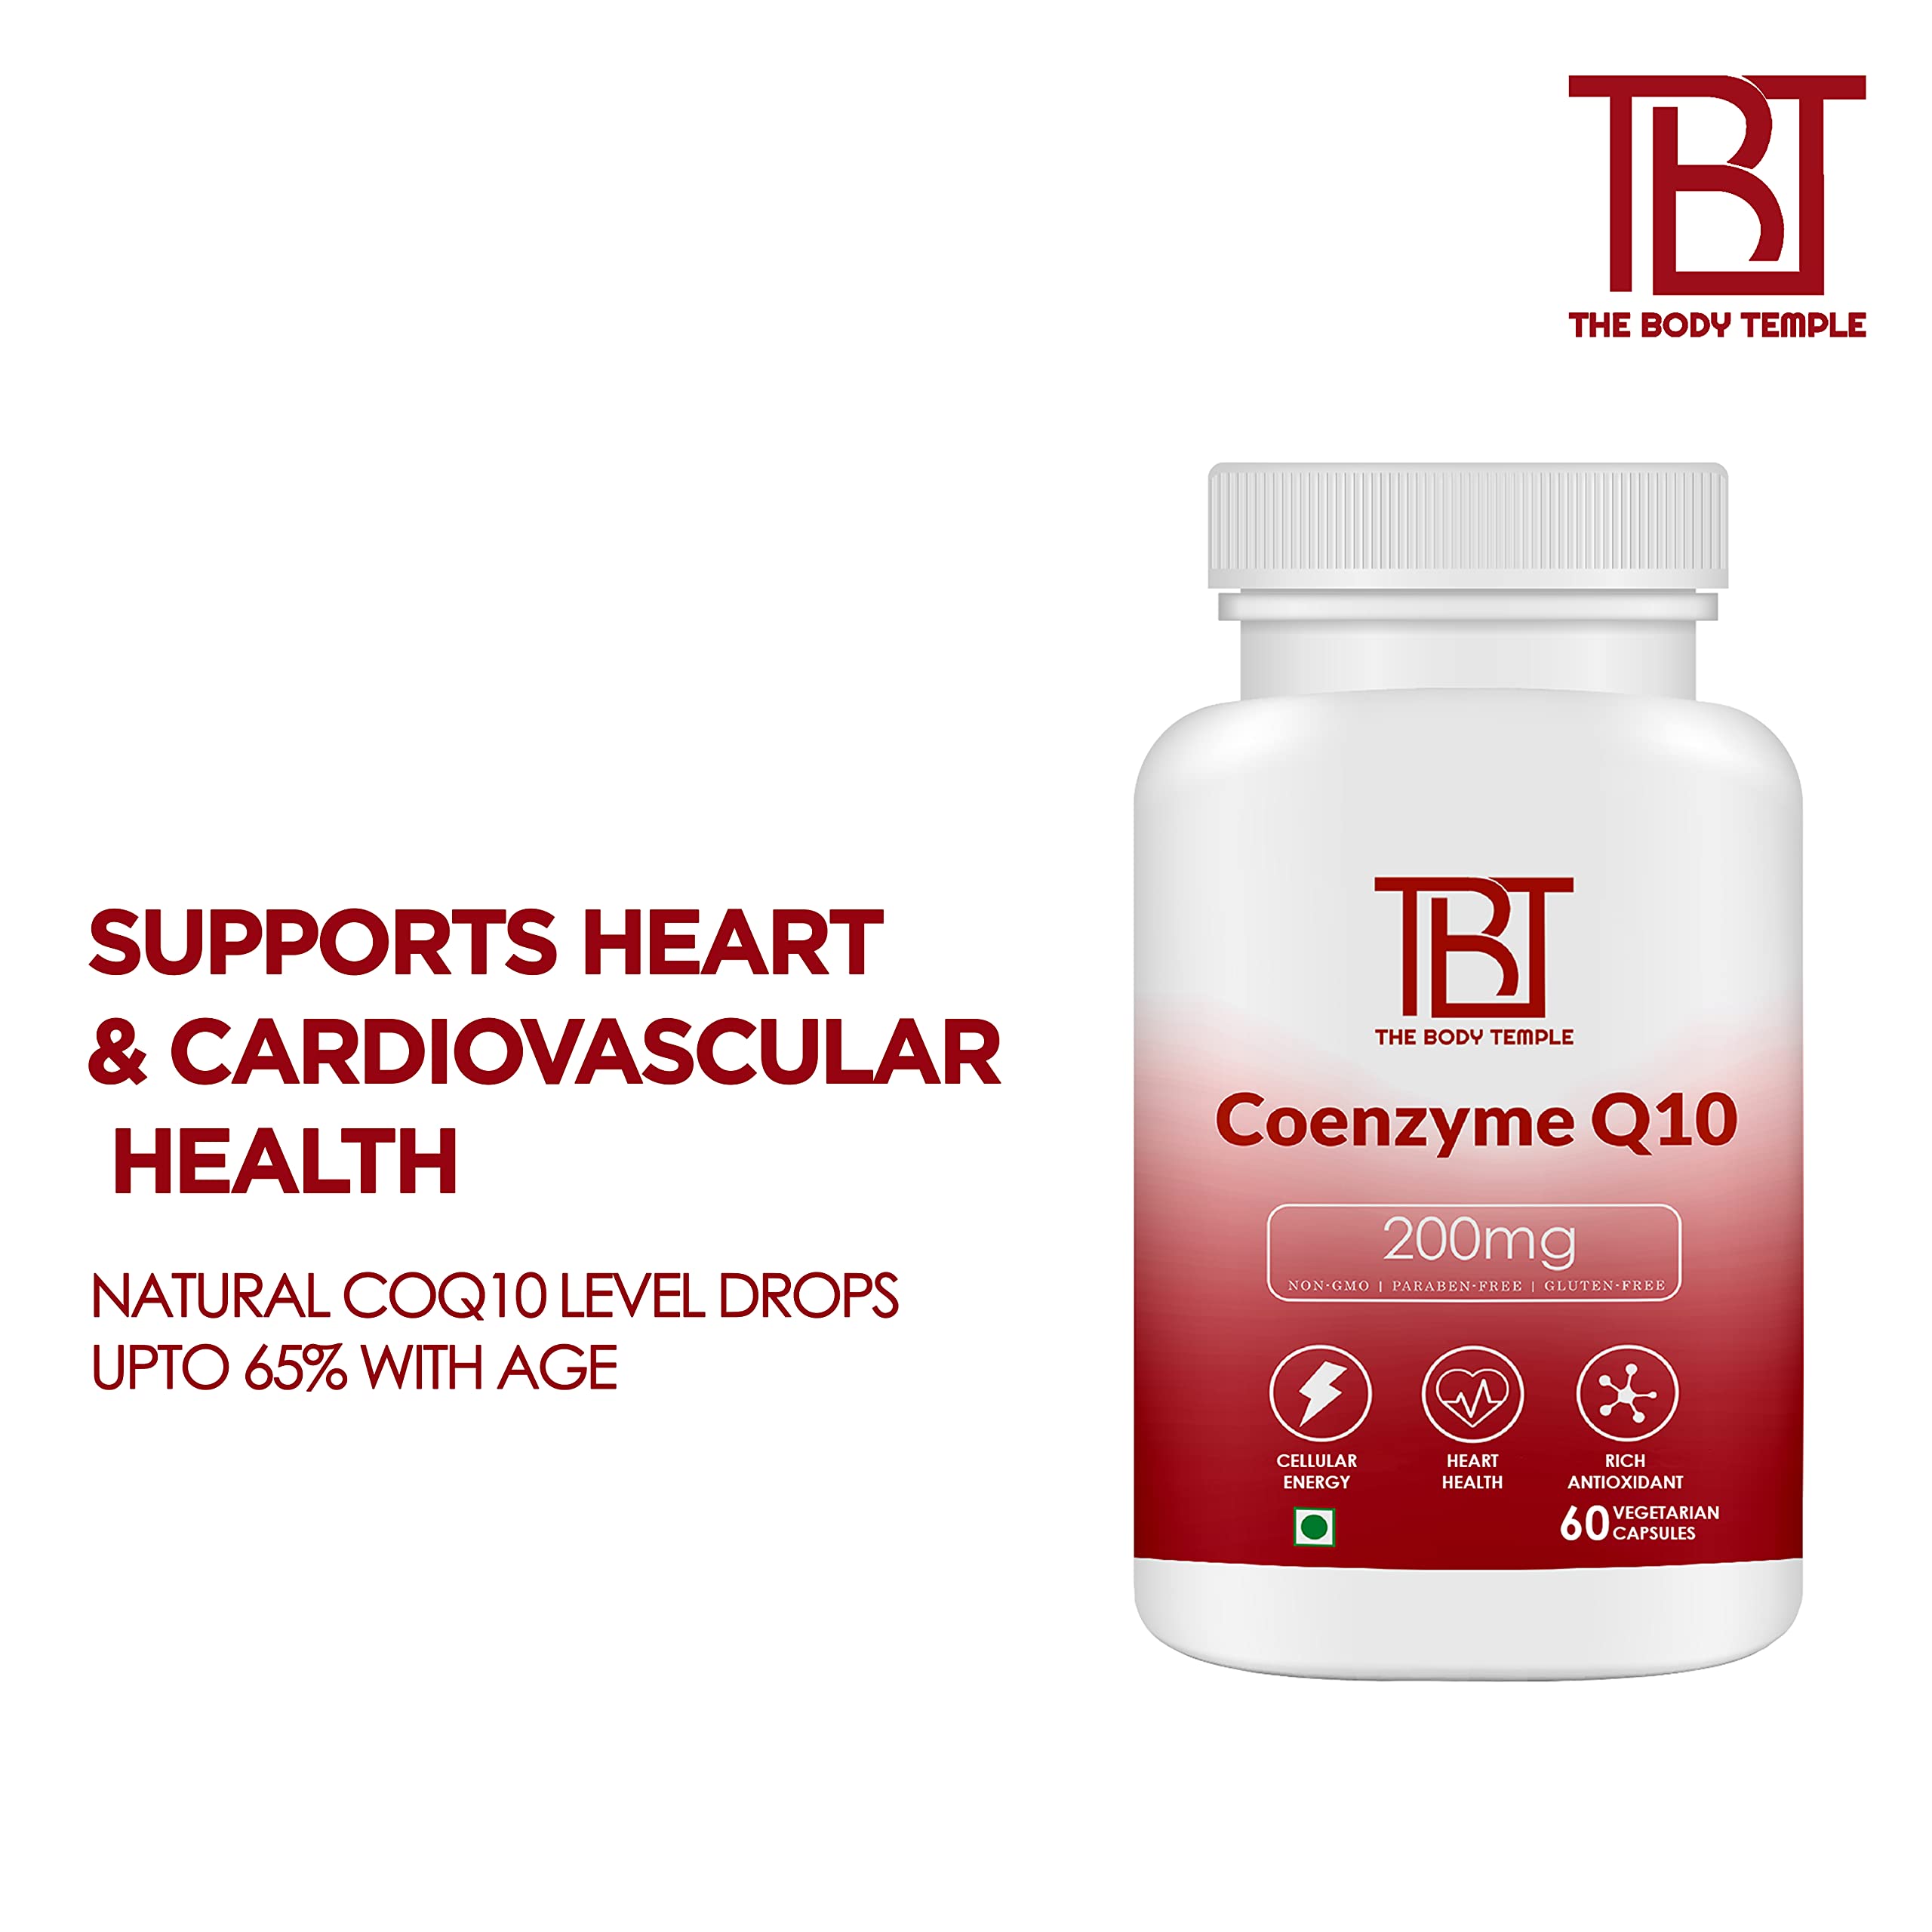 TBT
THE BODY TEMPLE
SUPPORTS HEART
& CARDIOVASCULAR
HEALTH
NATURAL COQ10 LEVEL DROPS
UPTO 65% WITH AGE
TBT
THE BODY TEMPLE
Coenzyme Q10
200mg
NON-GMO | PARABEN-FREE | GLUTEN-FREE
CELLULAR
ENERGY
HEART
HEALTH
RICH
ANTIOXIDANT
60 VEGETARIAN
CAPSULES